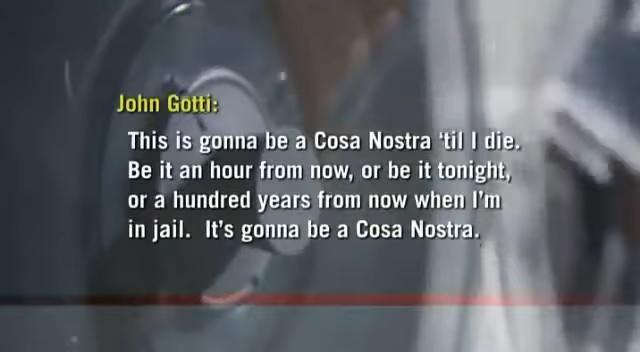 John Gotti:
This is gonna be a Cosa Nostra ‘til I die.
Be it an hour from now, or be it tonight,
or a hundred years from now when I’m
in jail.  It’s gonna be a Cosa Nostra.